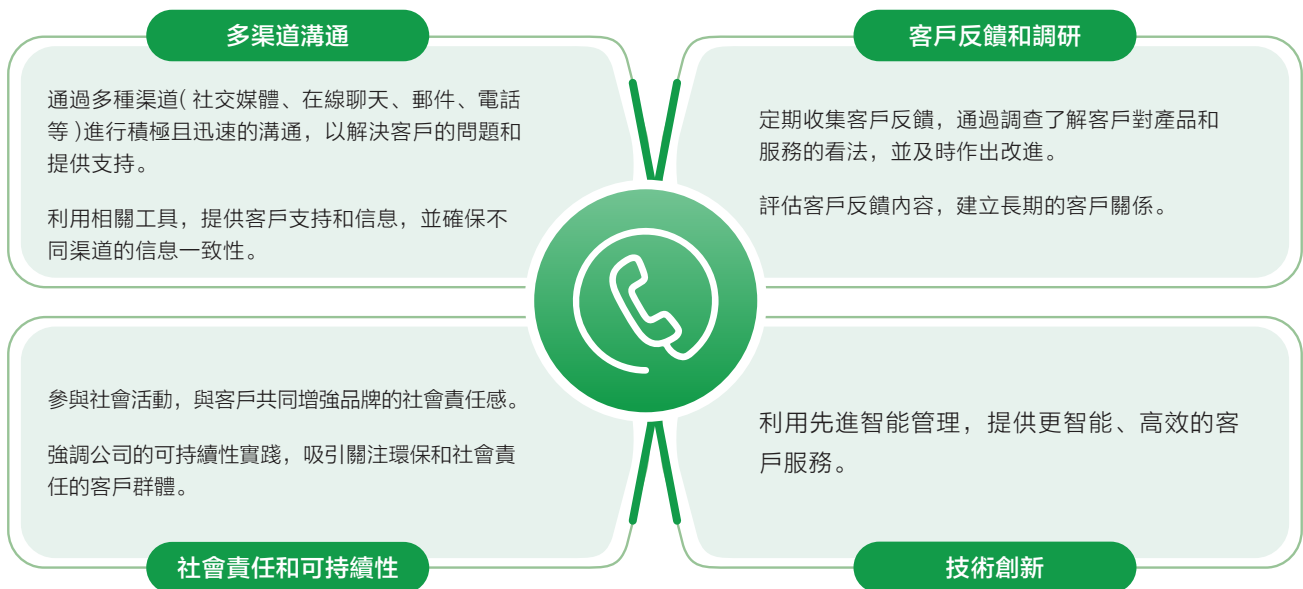 多渠道溝通
通過多種渠道(社交媒體、在線聊天、郵件、電話
等)進行積極且迅速的溝通，以解決客戶的問題和
提供支持。
利用相關工具，提供客戶支持和信息，並確保不
同渠道的信息一致性。
客戶反饋和調研
定期收集客戶反饋，通過調查了解客戶對產品和
服務的看法，並及時作出改進。
評估客戶反饋內容，建立長期的客戶關係。
參與社會活動，與客戶共同增強品牌的社會責任感。
強調公司的可持續性實踐，吸引關注環保和社會責
任的客戶群體。
社會責任和可持續性
利用先進智能管理，提供更智能、高效的客
戶服務。
技術創新